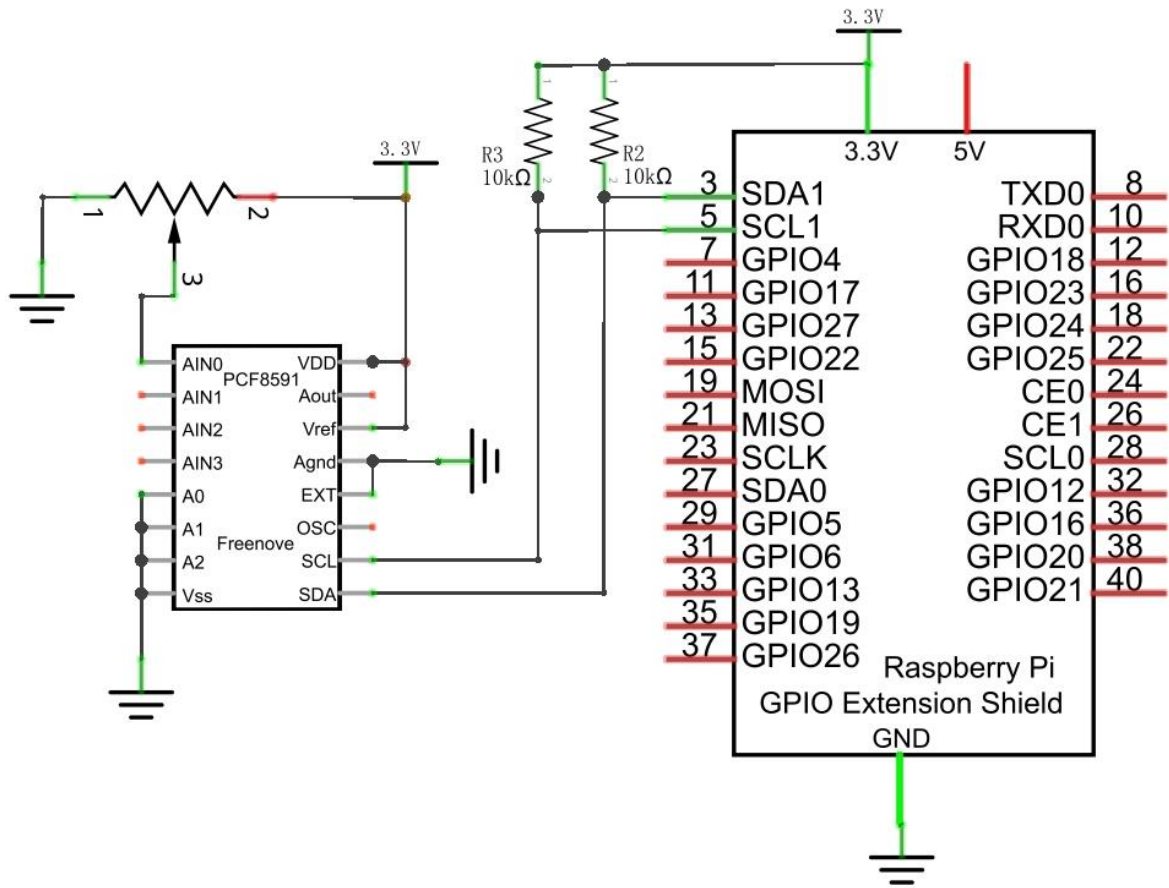 3.3V
3.3V
5V
R3
10kΩ
1
2
R2
10kΩ
1
2
3.3V
1
2
3
PCF8591
Freenove
AIN0
AIN1
AIN2
AIN3
A0
A1
A2
Vss
VDD
Aout
Vref
Agnd
EXT
OSC
SCL
SDA
3 SDA1
5 SCL1
7 GPIO4
11 GPIO17
13 GPIO27
15 GPIO22
19 MOSI
21 MISO
23 SCLK
27 SDA0
29 GPIO5
31 GPIO6
33 GPIO13
35 GPIO19
37 GPIO26
TXD0 8
RXD0 10
GPIO18 12
GPIO23 16
GPIO24 18
GPIO25 22
CE0 24
CE1 26
SCL0 28
GPIO12 32
GPIO16 36
GPIO20 38
GPIO21 40
Raspberry Pi
GPIO Extension Shield
GND